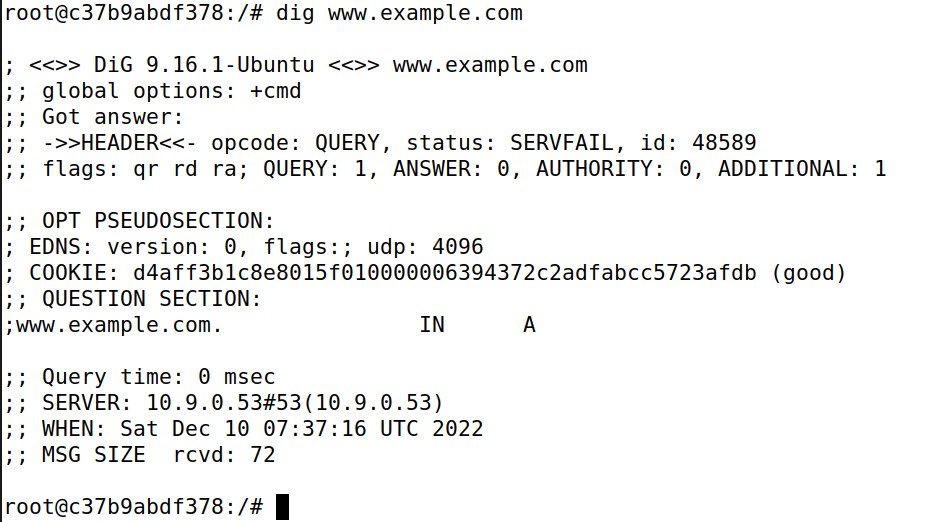 root@c37b9abdf378:/# dig www.example.com
; <<>> DiG 9.16.1-Ubuntu <<>> www.example.com
;; global options: +cmd
;; Got answer:
;; ->>HEADER<<- opcode: QUERY, status: SERVFAIL, id: 48589
;; flags: qr rd ra; QUERY: 1, ANSWER: 0, AUTHORITY: 0, ADDITIONAL: 1
;; OPT PSEUDOSECTION:
; EDNS: version: 0, flags:; udp: 4096
; COOKIE: d4aff3b1c8e8015f010000006394372c2adfabcc5723afdb (good)
;; QUESTION SECTION:
;www.example.com. IN A
;; Query time: 0 msec
;; SERVER: 10.9.0.53#53(10.9.0.53)
;; WHEN: Sat Dec 10 07:37:16 UTC 2022
;; MSG SIZE  rcvd: 72
root@c37b9abdf378:/#